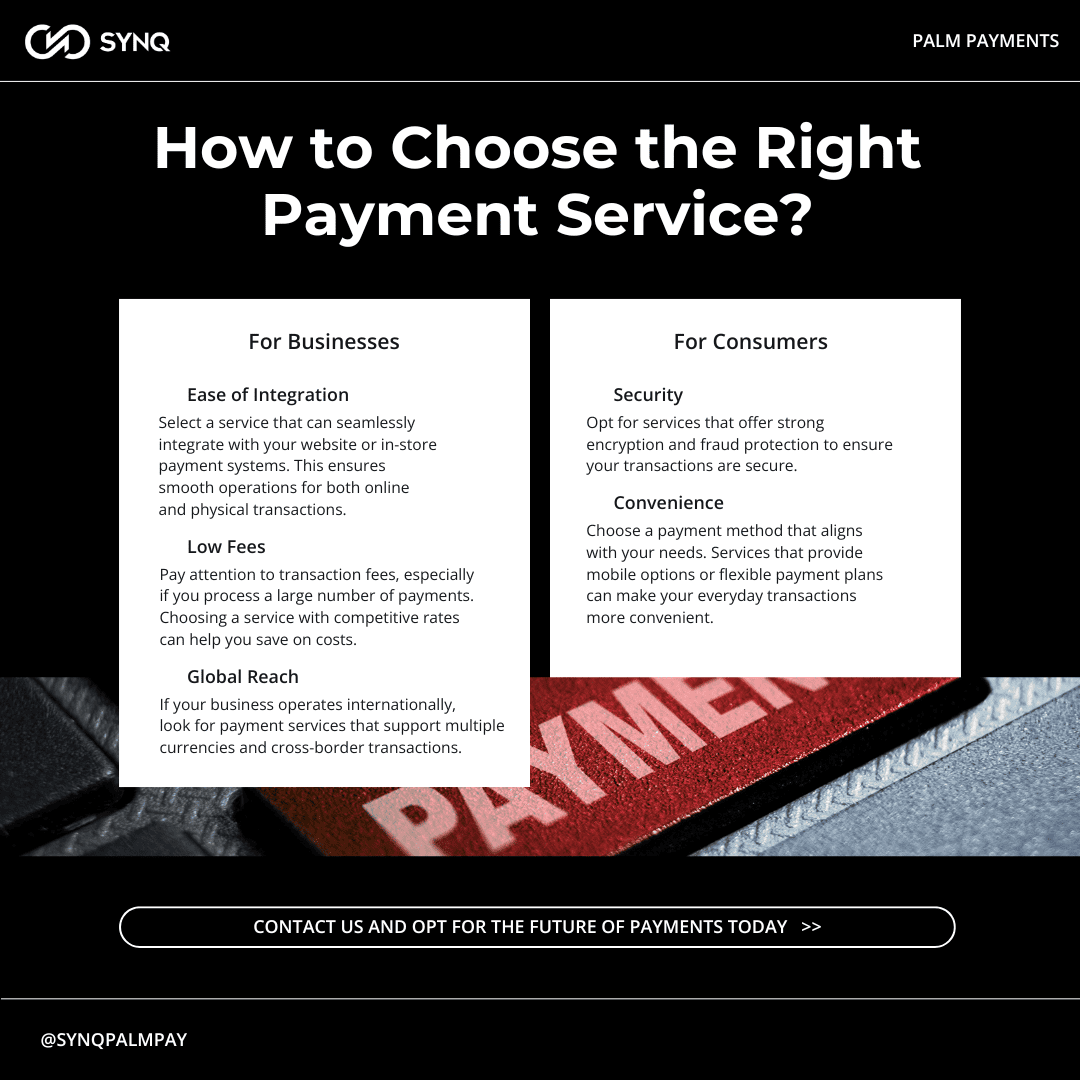 SYNQ
PALM PAYMENTS
How to Choose the Right
Payment Service?
For Businesses
Ease of Integration
Select a service that can seamlessly
integrate with your website or in-store
payment systems. This ensures
smooth operations for both online
and physical transactions.
Low Fees
Pay attention to transaction fees, especially
if you process a large number of payments.
Choosing a service with competitive rates
can help you save on costs.
Global Reach
If your business operates internationally,
look for payment services that support multiple
currencies and cross-border transactions.
For Consumers
Security
Opt for services that offer strong
encryption and fraud protection to ensure
your transactions are secure.
Convenience
Choose a payment method that aligns
with your needs. Services that provide
mobile options or flexible payment plans
can make your everyday transactions
more convenient.
PAYMEN
CONTACT US AND OPT FOR THE FUTURE OF PAYMENTS TODAY >>
@SYNQPALMPAY